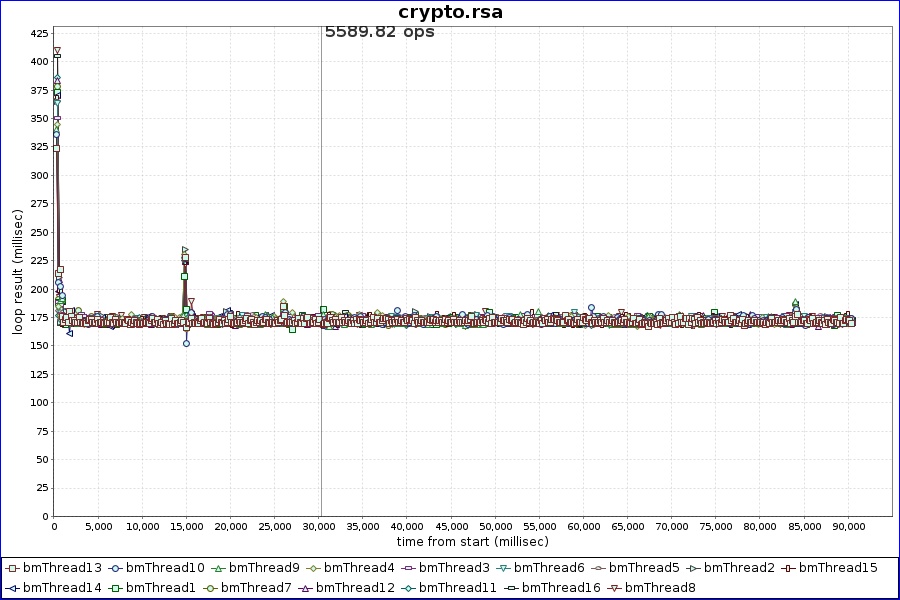 crypto.rsa
5589.82 ops
425
400
375
350
325
300
275
250
225
200
175
150
125
100
75
50
25
0
loop result (millisec)
0 5,000 10,000 15,000 20,000 25,000 30,000 35,000 40,000 45,000 50,000 55,000 60,000 65,000 70,000 75,000 80,000 85,000 90,000
time from start (millisec)
bmThread13 bmThread10 bmThread9 bmThread4 bmThread3 bmThread6 bmThread5 bmThread2 bmThread15
bmThread14 bmThread1 bmThread7 bmThread12 bmThread11 bmThread16 bmThread8